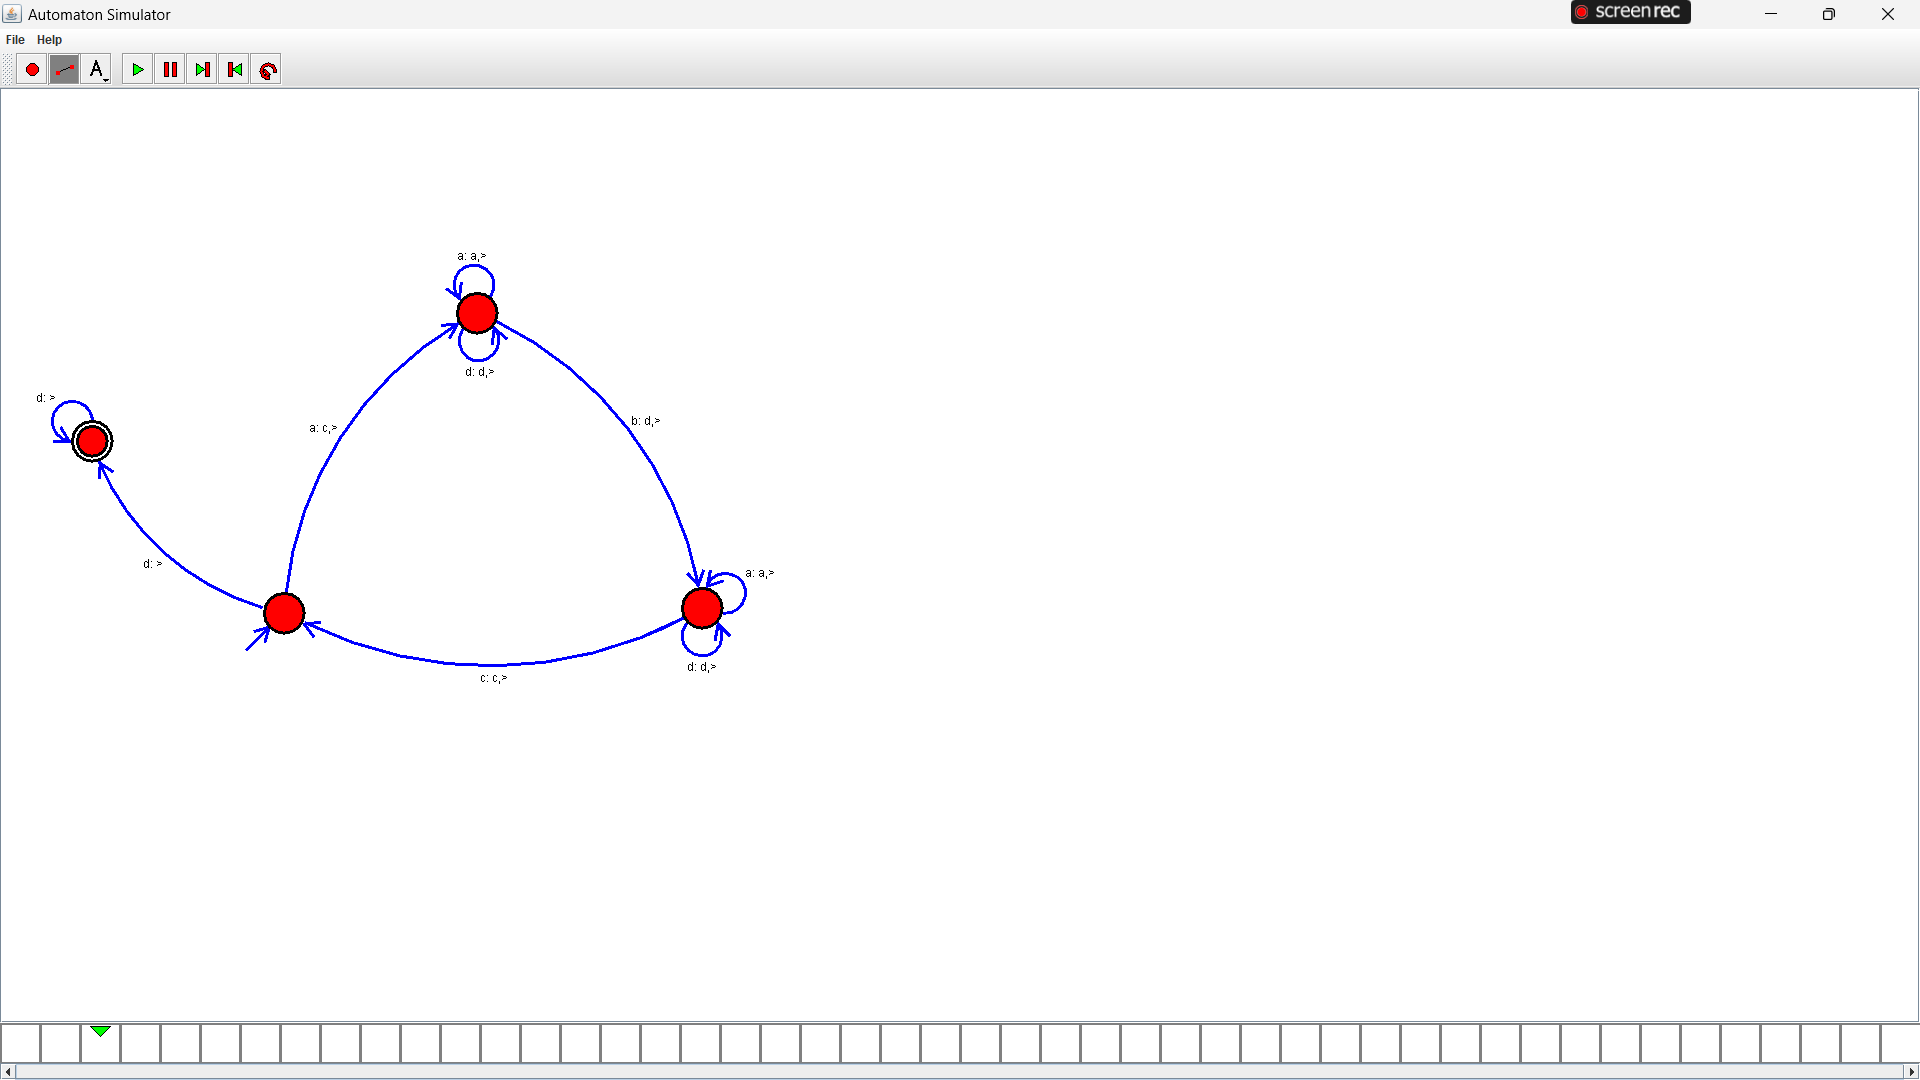 Automaton Simulator
screenrec
File Help
A
a: a,>
d: d,>
d: >
a: c,>
b: d,>
d: >
a: a,>
d: d,>
c: c,>